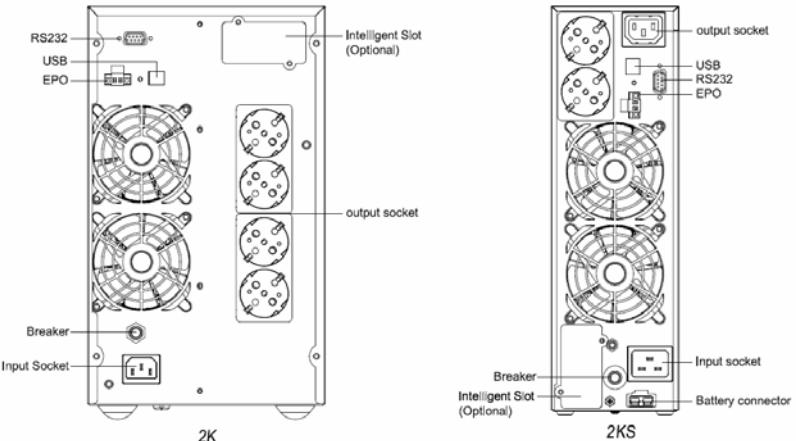 RS232
USB
EPO
Intelligent Slot
(Optional)
output socket
Breaker
Input Socket
2K
output socket
USB
RS232
EPO
Breaker
Input socket
Intelligent Slot
(Optional)
Battery connector
2KS